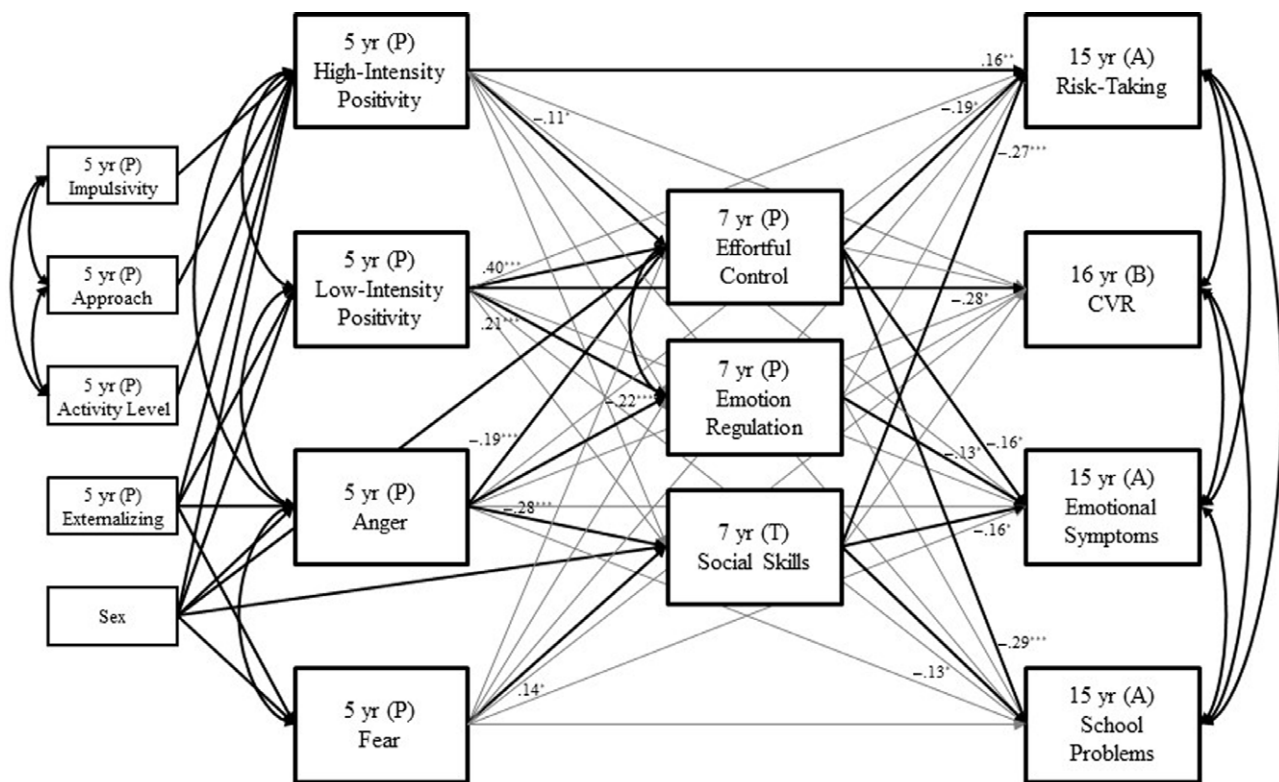 5 yr (P)
High-Intensity
Positivity
15 yr (A)
Risk-Taking
.16**
–.19*
–.11*
–.27***
5 yr (P)
Impulsivity
7 yr (P)
Effortful
Control
5 yr (P)
Low-Intensity
Positivity
16 yr (B)
CVR
5 yr (P)
Approach
.40***
–.28*
.21***
7 yr (P)
Emotion
Regulation
5 yr (P)
Activity Level
–.22***
–.19***
–.16*
–.13*
5 yr (P)
Anger
15 yr (A)
Emotional
Symptoms
5 yr (P)
Externalizing
–.28***
7 yr (T)
Social Skills
–.16*
Sex
–.29***
–.13*
.14*
5 yr (P)
Fear
15 yr (A)
School
Problems